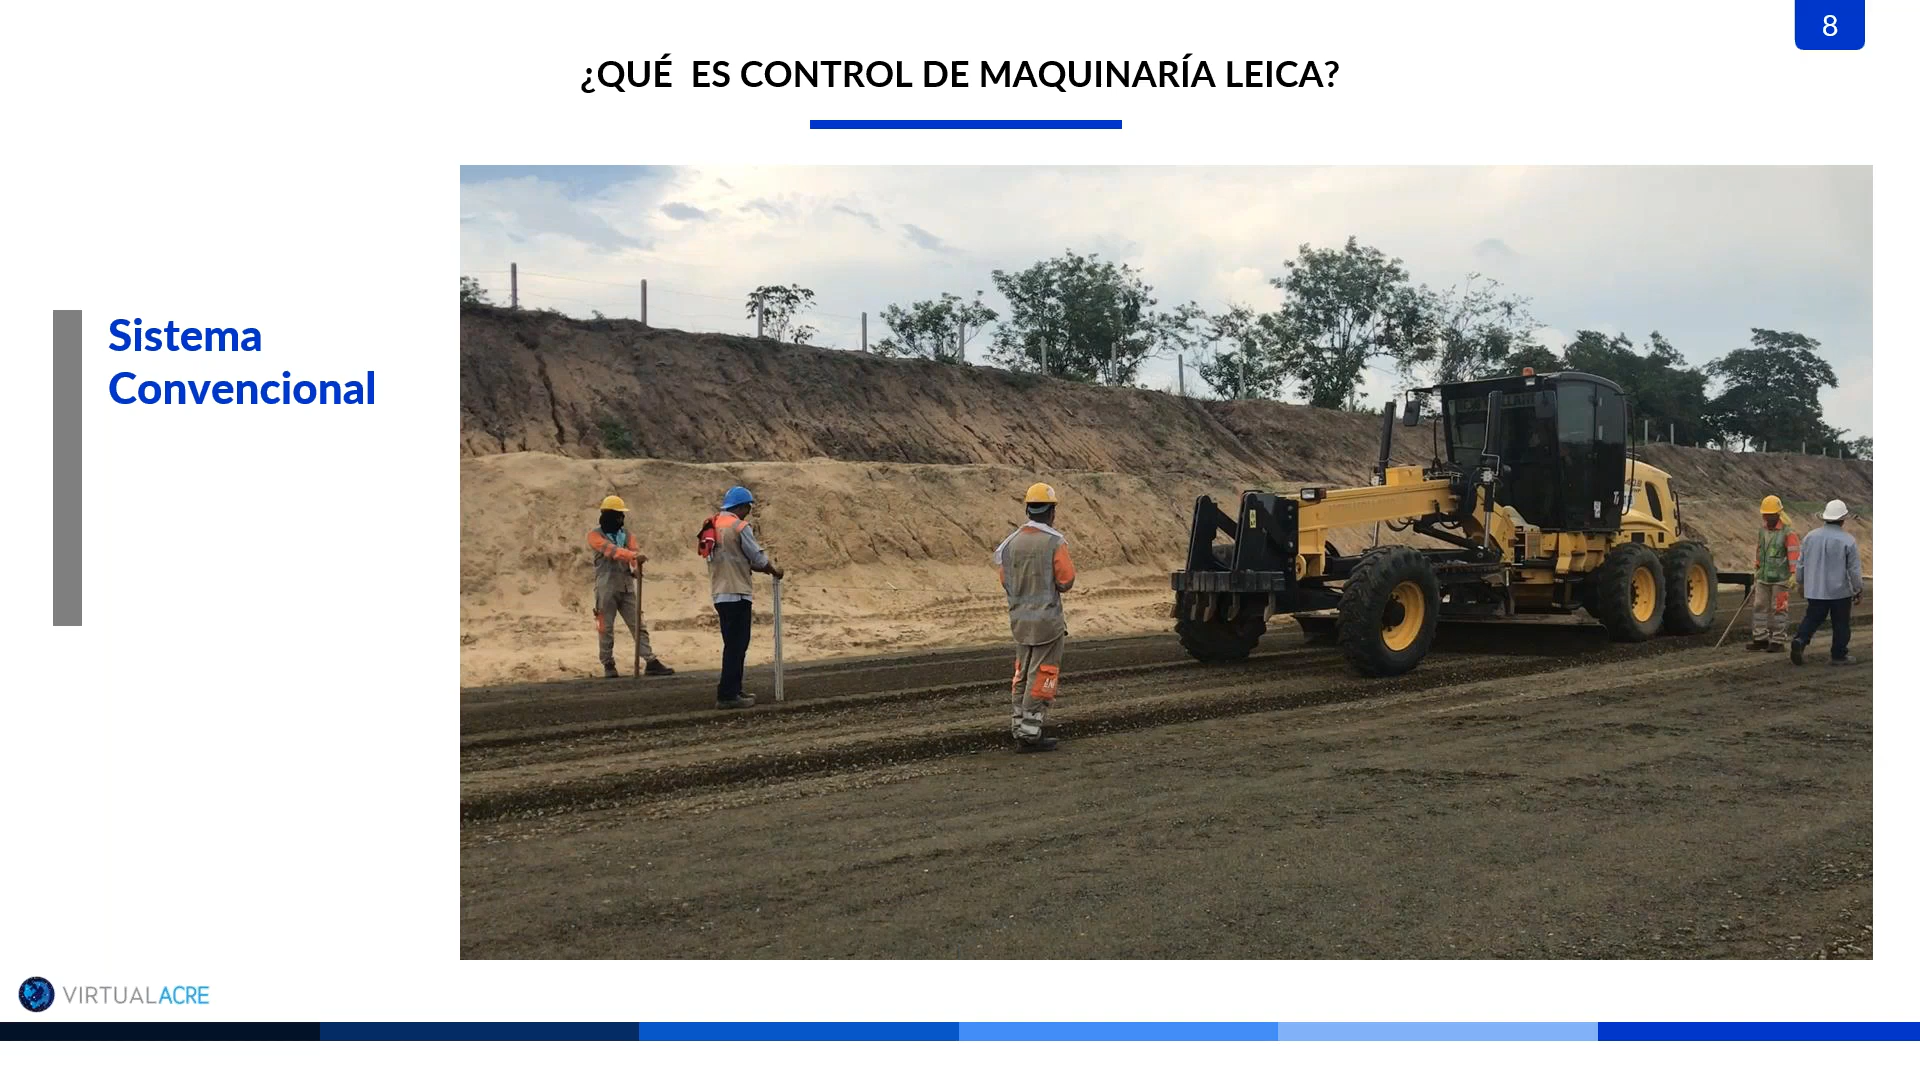 8
¿QUÉ  ES CONTROL DE MAQUINARÍA LEICA?
Sistema
Convencional
VIRTUALACRE